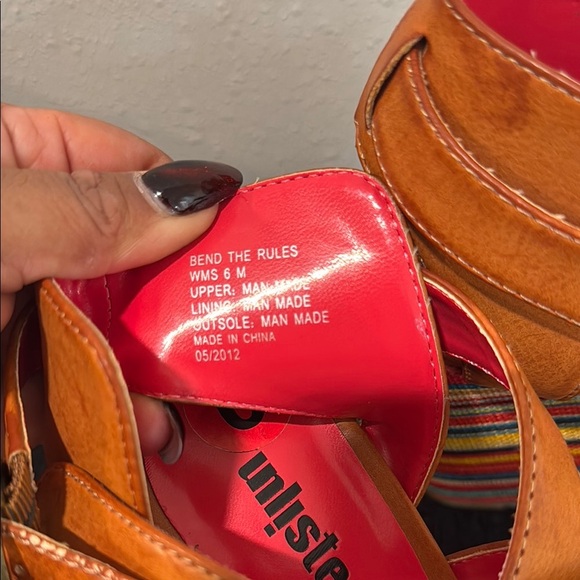 BEND THE RULES
WMS 6 M
UPPER: MAN MADE
LINING: MAN MADE
OUTSOLE: MAN MADE
MADE IN CHINA
05/2012
unliste